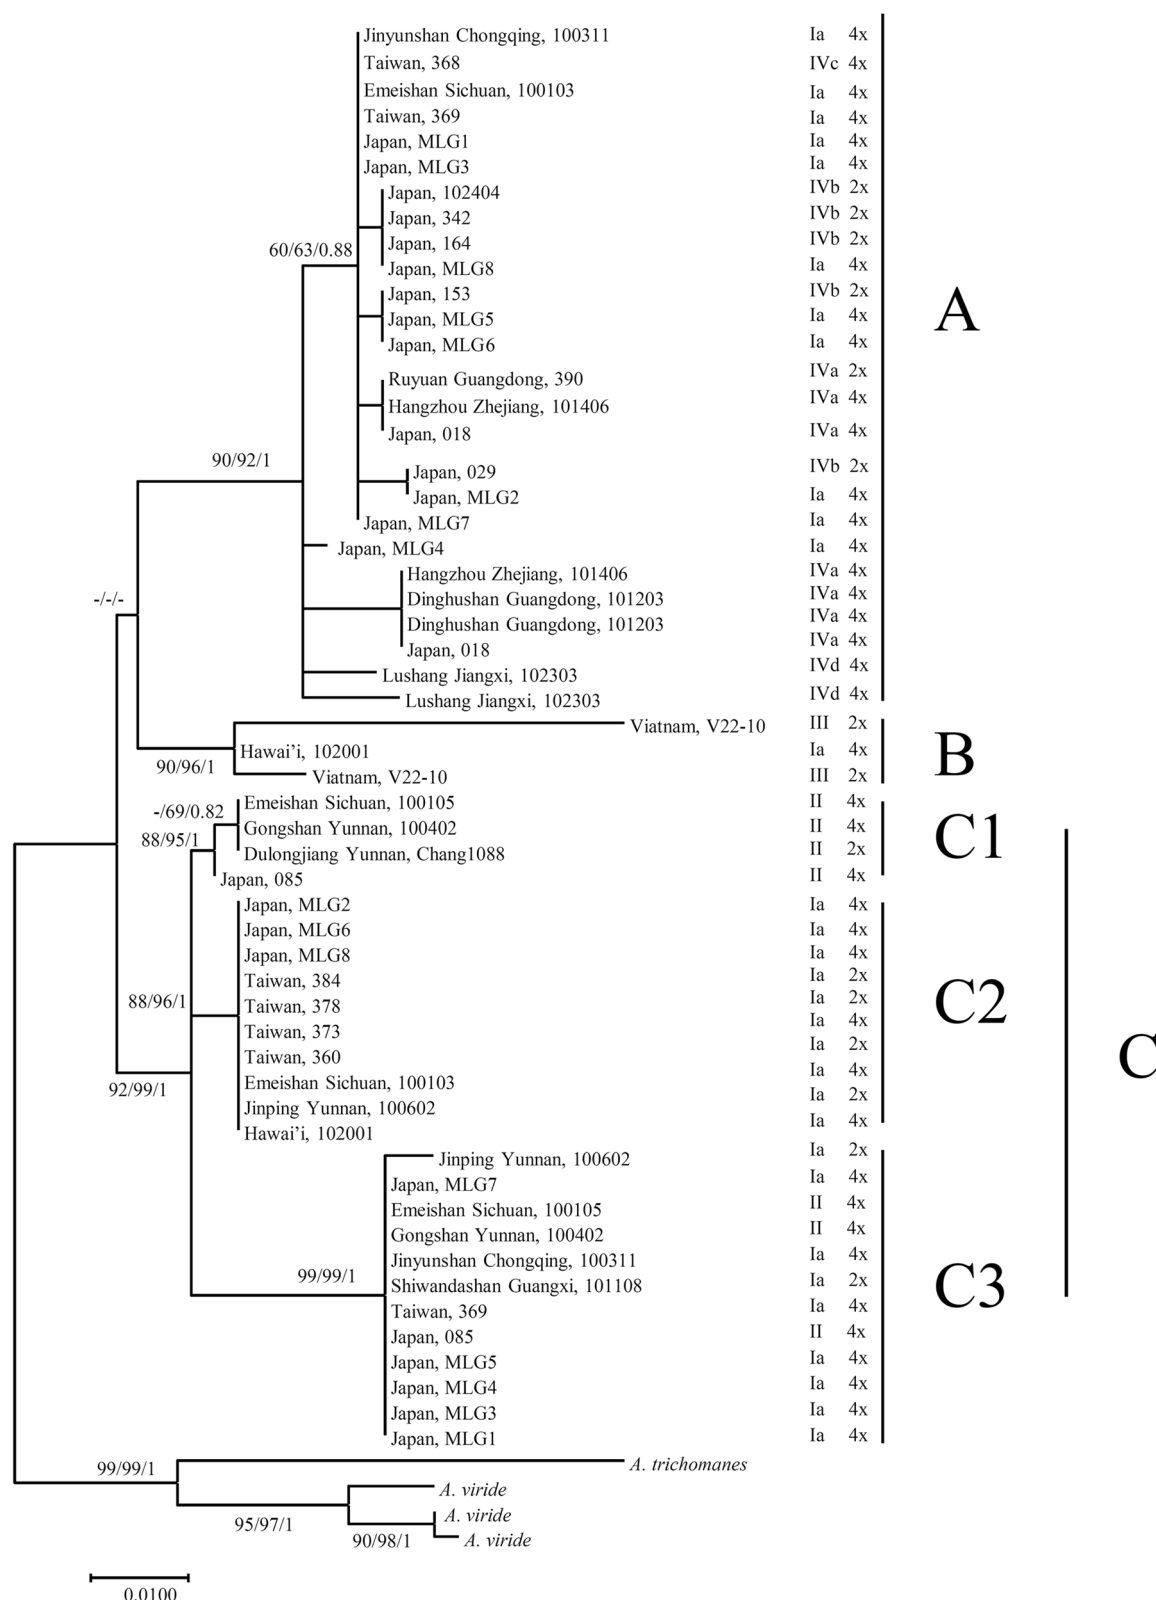 Jinyunshan Chongqing, 100311 Ia 4x
Taiwan, 368 IVc 4x
Emeishan Sichuan, 100103 Ia 4x
Taiwan, 369 Ia 4x
Japan, MLG1 Ia 4x
Japan, MLG3 Ia 4x
Japan, 102404 IVb 2x
Japan, 342 IVb 2x
Japan, 164 IVb 2x
60/63/0.88
Japan, MLG8 Ia 4x
Japan, 153 IVb 2x
A
Japan, MLG5 Ia 4x
Japan, MLG6 Ia 4x
Ruyuan Guangdong, 390 IVa 2x
Hangzhou Zhejiang, 101406 IVa 4x
Japan, 018 IVa 4x
90/92/1
Japan, 029 IVb 2x
Japan, MLG2 Ia 4x
Japan, MLG7 Ia 4x
Japan, MLG4 Ia 4x
Hangzhou Zhejiang, 101406 IVa 4x
-/-/-
Dinghushan Guangdong, 101203 IVa 4x
Dinghushan Guangdong, 101203 IVa 4x
Japan, 018 IVa 4x
Lushang Jiangxi, 102303 IVd 4x
Lushang Jiangxi, 102303 IVd 4x
Viatnam, V22-10 III 2x
Hawai’i, 102001 Ia 4x
B
90/96/1
Viatnam, V22-10 III 2x
Emeishan Sichuan, 100105 II 4x
-/69/0.82
Gongshan Yunnan, 100402 II 4x
C1
88/95/1
Dulongjiang Yunnan, Chang1088 II 2x
Japan, 085 II 4x
Japan, MLG2 Ia 4x
Japan, MLG6 Ia 4x
Japan, MLG8 Ia 4x
Taiwan, 384 Ia 2x
88/96/1
Taiwan, 378 Ia 2x
C2
Taiwan, 373 Ia 4x
Taiwan, 360 Ia 2x
C
Emeishan Sichuan, 100103 Ia 4x
92/99/1
Jinping Yunnan, 100602 Ia 2x
Hawai’i, 102001 Ia 4x
Jinping Yunnan, 100602 Ia 2x
Japan, MLG7 Ia 4x
Emeishan Sichuan, 100105 II 4x
Gongshan Yunnan, 100402 II 4x
Jinyunshan Chongqing, 100311 Ia 4x
99/99/1
Shiwandashan Guangxi, 101108 Ia 2x
C3
Taiwan, 369 Ia 4x
Japan, 085 II 4x
Japan, MLG5 Ia 4x
Japan, MLG4 Ia 4x
Japan, MLG3 Ia 4x
Japan, MLG1 Ia 4x
99/99/1
A. trichomanes
A. viride
95/97/1
A. viride
90/98/1
A. viride
0.0100